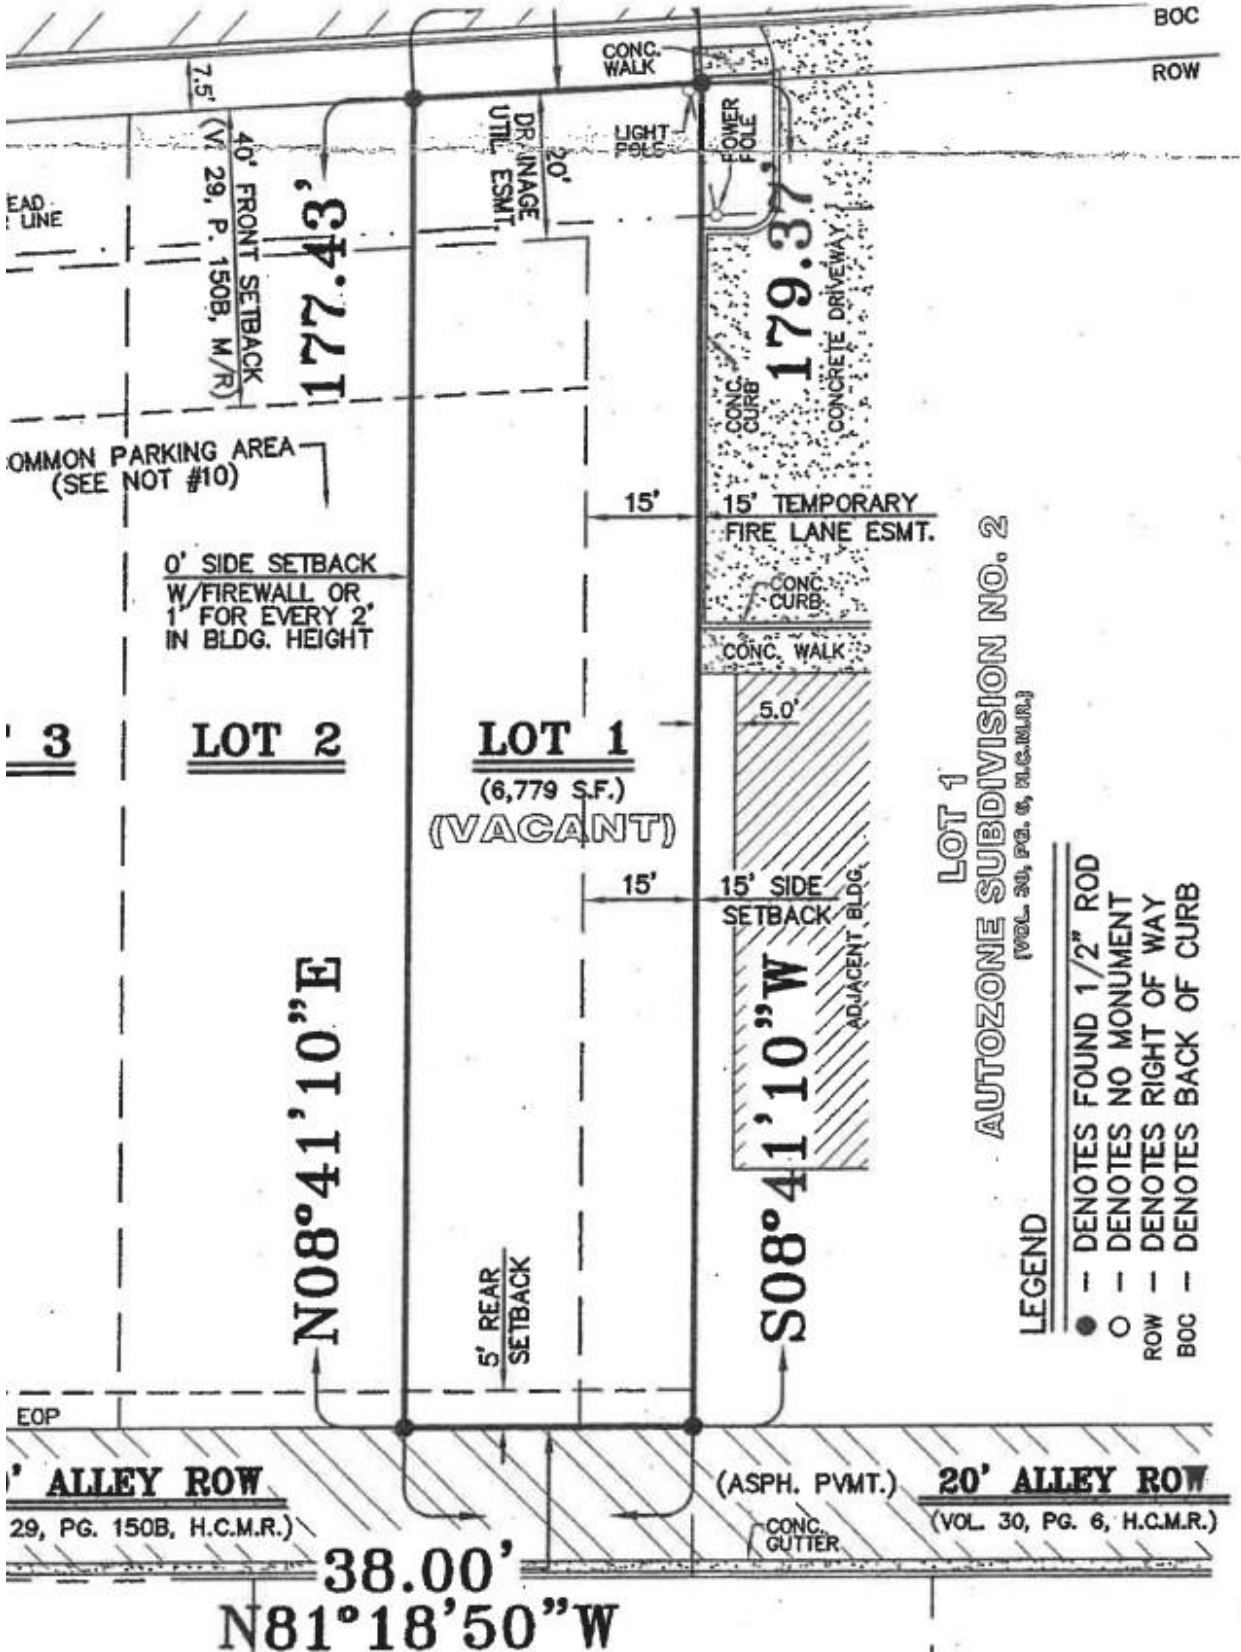 BOC
ROW
CONC.
WALK
7.5'
40' FRONT SETBACK
(V. 29, P. 150B, M/R)
20'
DRAINAGE
UTIL. ESMT.
LIGHT
POLE
POWER
POLE
EAD
LINE
177.43'
179.37'
CONCRETE DRIVEWAY
CONC.
CURB
OMMON PARKING AREA
(SEE NOT #10)
15'
15' TEMPORARY
FIRE LANE ESMT.
0' SIDE SETBACK
W/FIREWALL OR
1' FOR EVERY 2'
IN BLDG. HEIGHT
CONC.
CURB
CONC. WALK
5.0'
3
LOT 2
LOT 1
(6,779 S.F.)
(VACANT)
15'
15' SIDE
SETBACK
ADJACENT BLDG.
LOT 1
AUTOZONE SUBDIVISION NO. 2
(VOL. 30, PG. 6, H.C.M.R.)
N08°41'10"E
S08°41'10"W
5' REAR
SETBACK
LEGEND
— DENOTES FOUND 1/2" ROD
— DENOTES NO MONUMENT
ROW — DENOTES RIGHT OF WAY
BOC — DENOTES BACK OF CURB
EOP
' ALLEY ROW
29, PG. 150B, H.C.M.R.)
(ASPH. PVMT.)
20' ALLEY ROW
(VOL. 30, PG. 6, H.C.M.R.)
CONC.
GUTTER
38.00'
N81°18'50"W